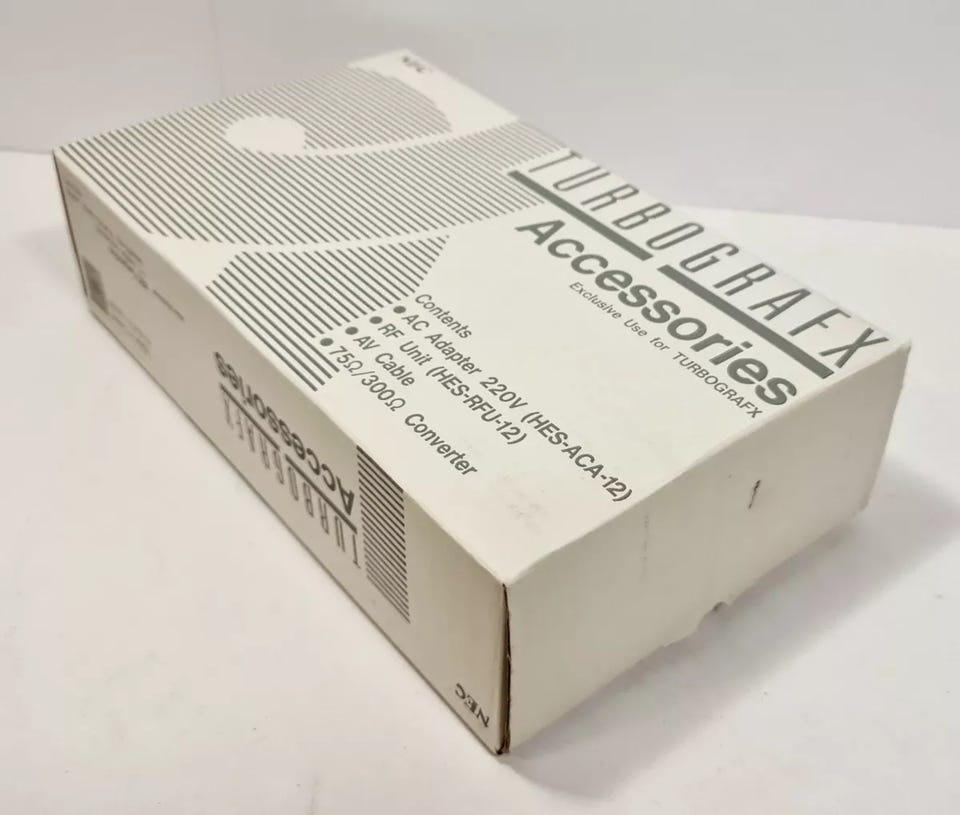 NEC
TURBOGRAFX
Accessories
Exclusive Use for TURBOGRAFX
Contents
● AC Adapter 220V (HES-ACA-12)
● RF Unit (HES-RFU-12)
● AV Cable
● 75Ω/300Ω Converter
TURBOGRAFX
Accessories
NEC